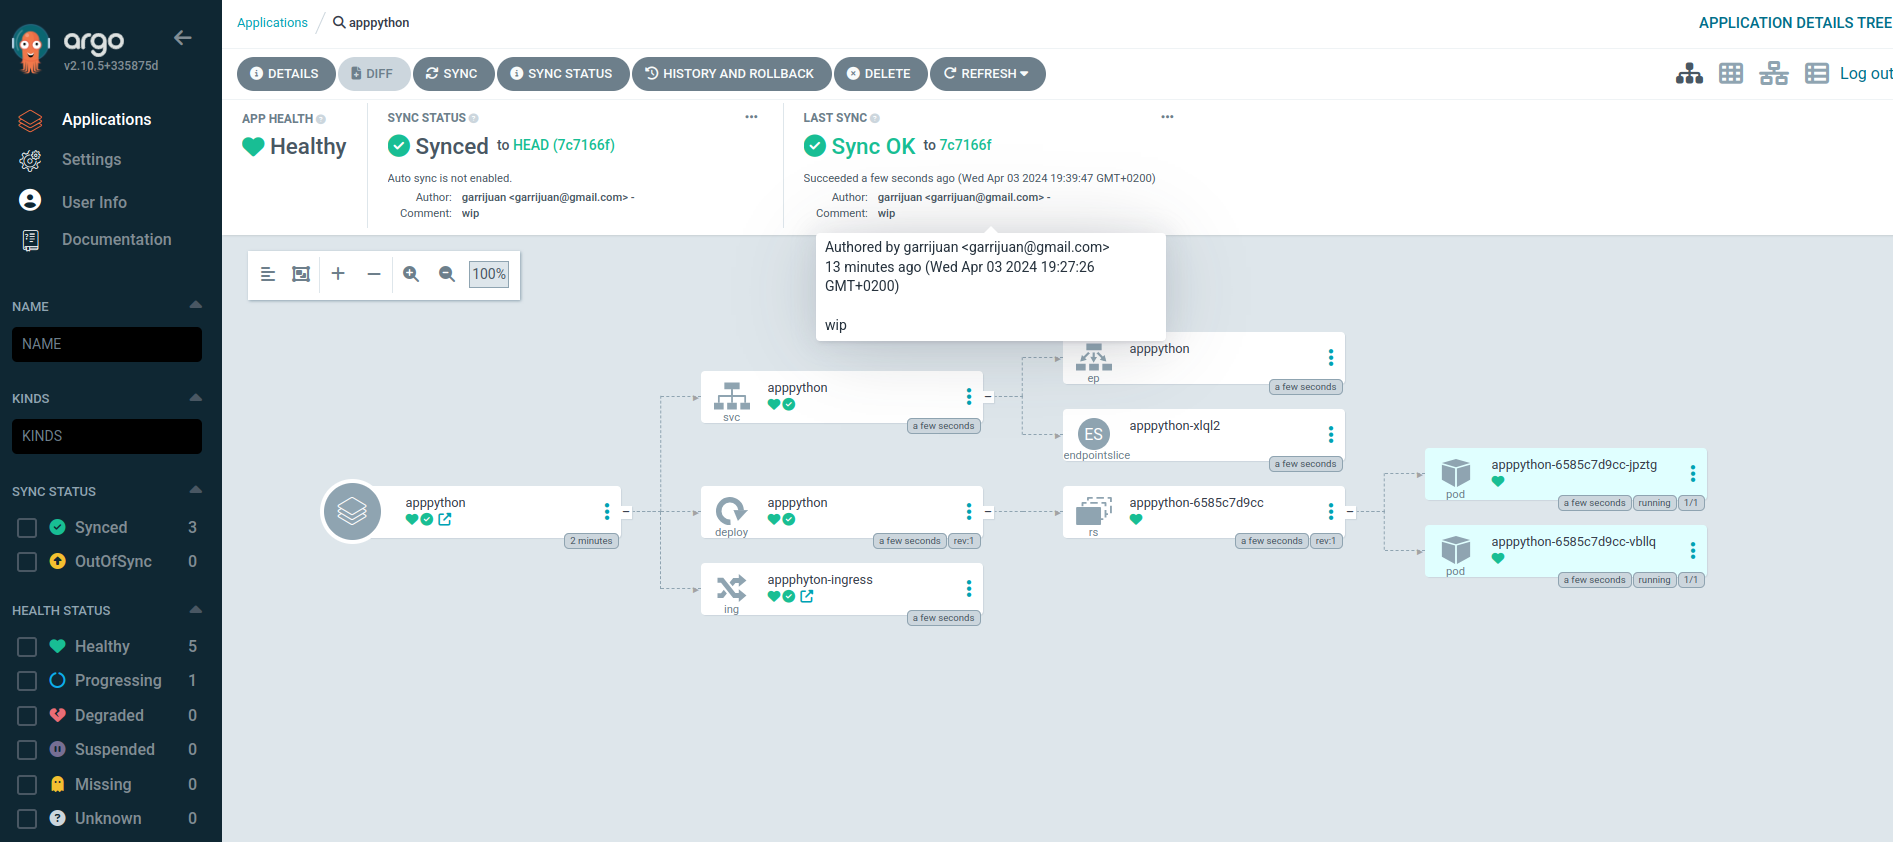 argo
v2.10.5+335875d
Applications
Settings
User Info
Documentation
NAME
NAME
KINDS
KINDS
SYNC STATUS
Synced 3
OutOfSync 0
HEALTH STATUS
Healthy 5
Progressing 1
Degraded 0
Suspended 0
Missing 0
Unknown 0
Applications / apppython
APPLICATION DETAILS TREE
DETAILS DIFF SYNC SYNC STATUS HISTORY AND ROLLBACK DELETE REFRESH
Log out
APP HEALTH
Healthy
SYNC STATUS
Synced to HEAD (7c7166f)
Auto sync is not enabled.
Author: garrijuan <garrijuan@gmail.com> -
Comment: wip
LAST SYNC
Sync OK to 7c7166f
Succeeded a few seconds ago (Wed Apr 03 2024 19:39:47 GMT+0200)
Author: garrijuan <garrijuan@gmail.com> -
Comment: wip
Authored by garrijuan <garrijuan@gmail.com>
13 minutes ago (Wed Apr 03 2024 19:27:26
GMT+0200)
wip
100%
apppython
2 minutes
svc
apppython
a few seconds
deploy
apppython
a few seconds rev:1
ing
appphyton-ingress
a few seconds
ep
apppython
a few seconds
ES
endpointslice
apppython-xlql2
a few seconds
rs
apppython-6585c7d9cc
a few seconds rev:1
pod
apppython-6585c7d9cc-jpztg
a few seconds running 1/1
pod
apppython-6585c7d9cc-vbllq
a few seconds running 1/1